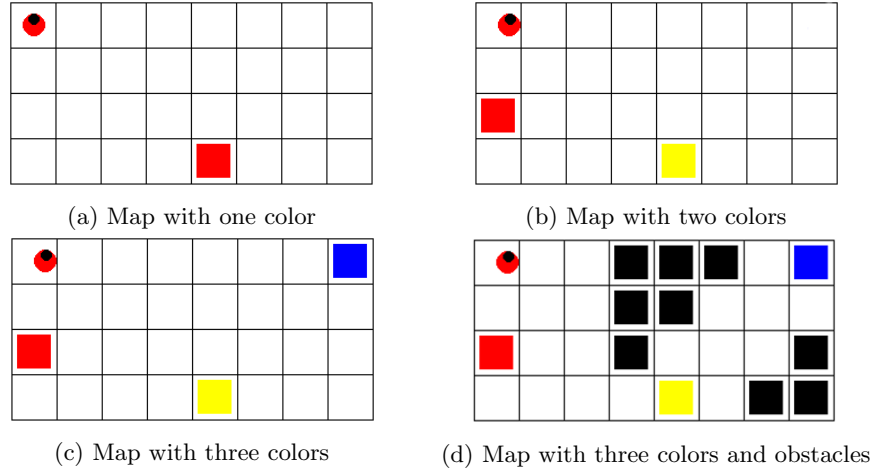 (a) Map with one color
(b) Map with two colors
(c) Map with three colors
(d) Map with three colors and obstacles